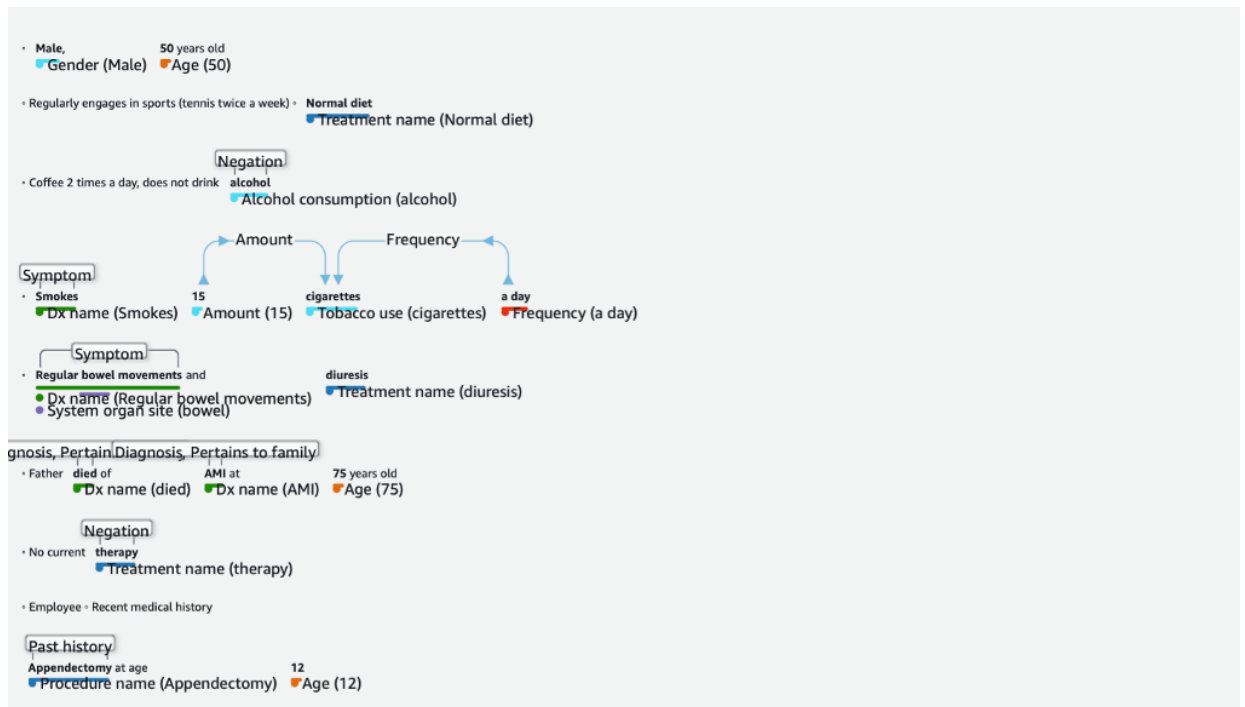 • Male, 50 years old
Gender (Male) Age (50)
• Regularly engages in sports (tennis twice a week) • Normal diet
Treatment name (Normal diet)
Negation
• Coffee 2 times a day, does not drink alcohol
Alcohol consumption (alcohol)
Amount Frequency
Symptom
• Smokes 15 cigarettes a day
Dx name (Smokes) Amount (15) Tobacco use (cigarettes) Frequency (a day)
Symptom
• Regular bowel movements and diuresis
Dx name (Regular bowel movements) Treatment name (diuresis)
System organ site (bowel)
gnosis, Pertain Diagnosis, Pertains to family
• Father died of AMI at 75 years old
Dx name (died) Dx name (AMI) Age (75)
Negation
• No current therapy
Treatment name (therapy)
• Employee • Recent medical history
Past history
Appendectomy at age 12
Procedure name (Appendectomy) Age (12)